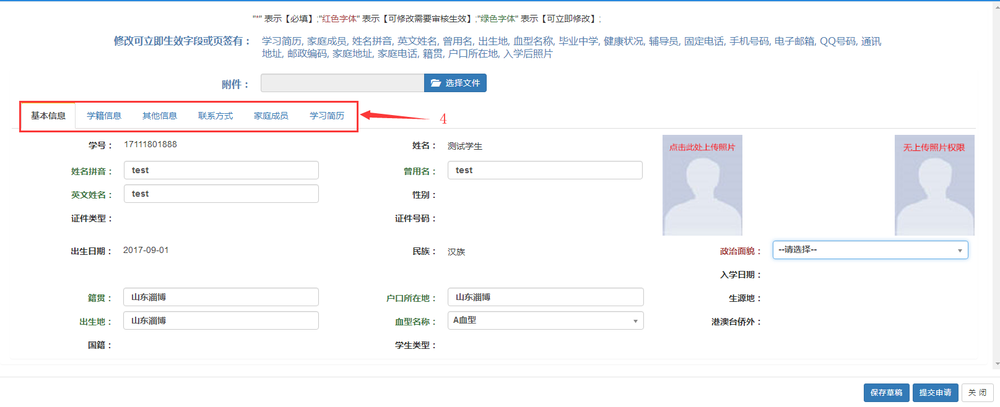 "*" 表示【必填】;"红色字体" 表示【可修改需要审核生效】;"绿色字体" 表示【可立即修改】;
修改可立即生效字段或页签有： 学习简历, 家庭成员, 姓名拼音, 英文姓名, 曾用名, 出生地, 血型名称, 毕业中学, 健康状况, 辅导员, 固定电话, 手机号码, 电子邮箱, QQ号码, 通讯
地址, 邮政编码, 家庭地址, 家庭电话, 籍贯, 户口所在地, 入学后照片
附件： 选择文件
基本信息 学籍信息 其他信息 联系方式 家庭成员 学习简历 4
学号： 17111801888 姓名： 测试学生 点击此处上传照片 无上传照片权限
姓名拼音： test 曾用名： test
英文姓名： test 性别：
证件类型： 证件号码：
出生日期： 2017-09-01 民族： 汉族 政治面貌： --请选择--
入学日期：
籍贯： 山东淄博 户口所在地： 山东淄博 生源地：
出生地： 山东淄博 血型名称： A血型 港澳台侨外：
国籍： 学生类型：
保存草稿 提交申请 关 闭